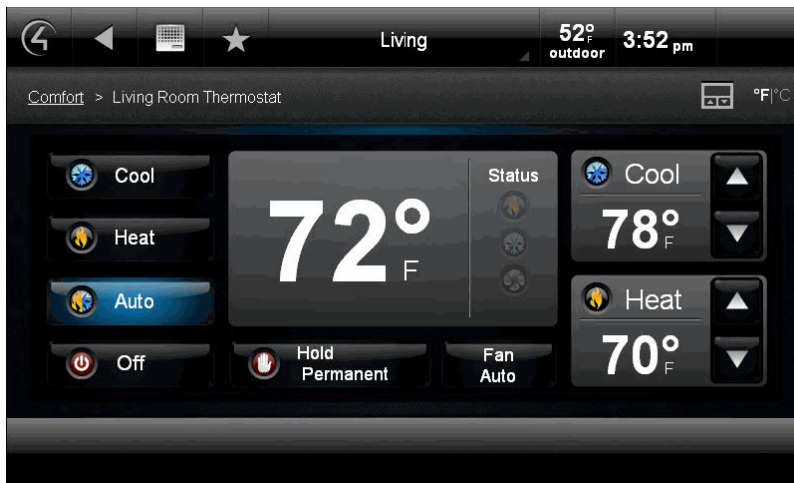 Living
52°F
outdoor
3:52 pm
Comfort > Living Room Thermostat
°F|°C
Cool
Heat
Auto
Off
72°F
Status
Hold
Permanent
Fan
Auto
Cool
78°F
Heat
70°F